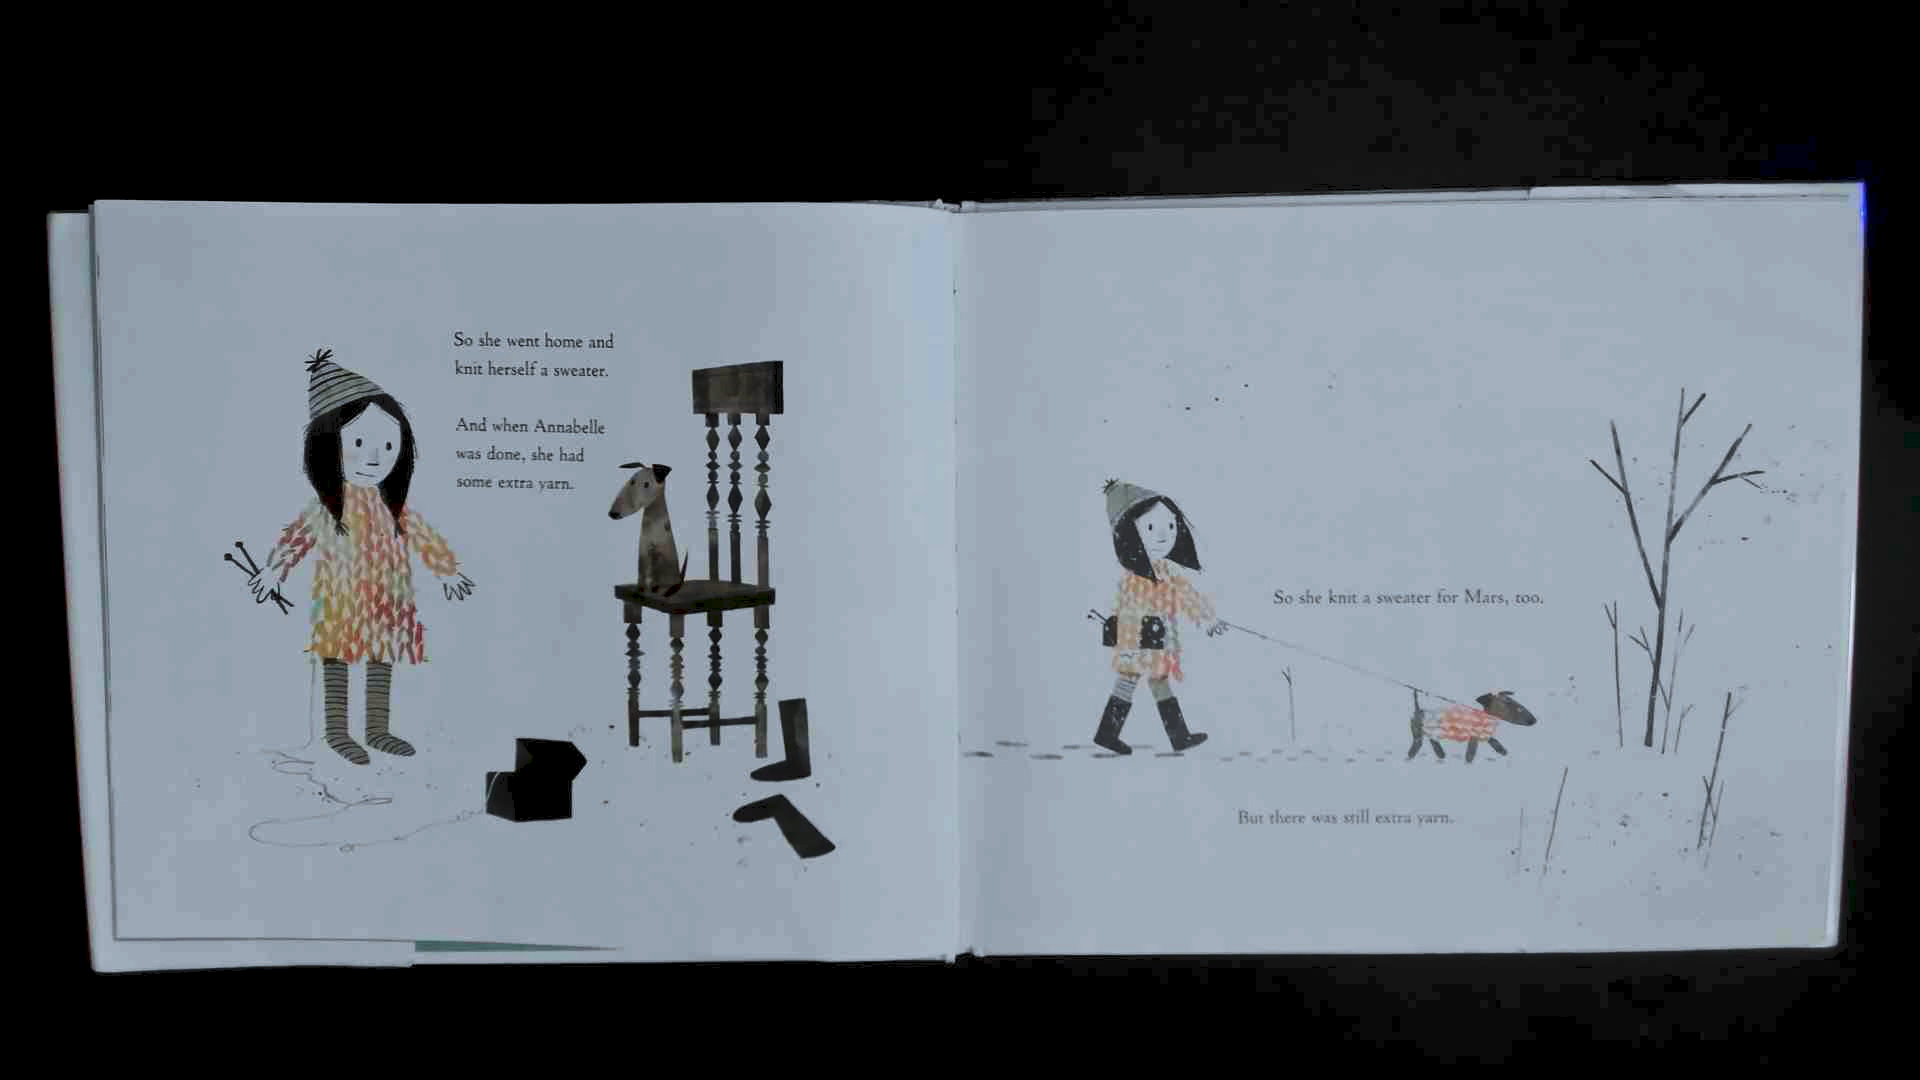 So she went home and
knit herself a sweater.
And when Annabelle
was done, she had
some extra yarn.
So she knit a sweater for Mars, too.
But there was still extra yarn.